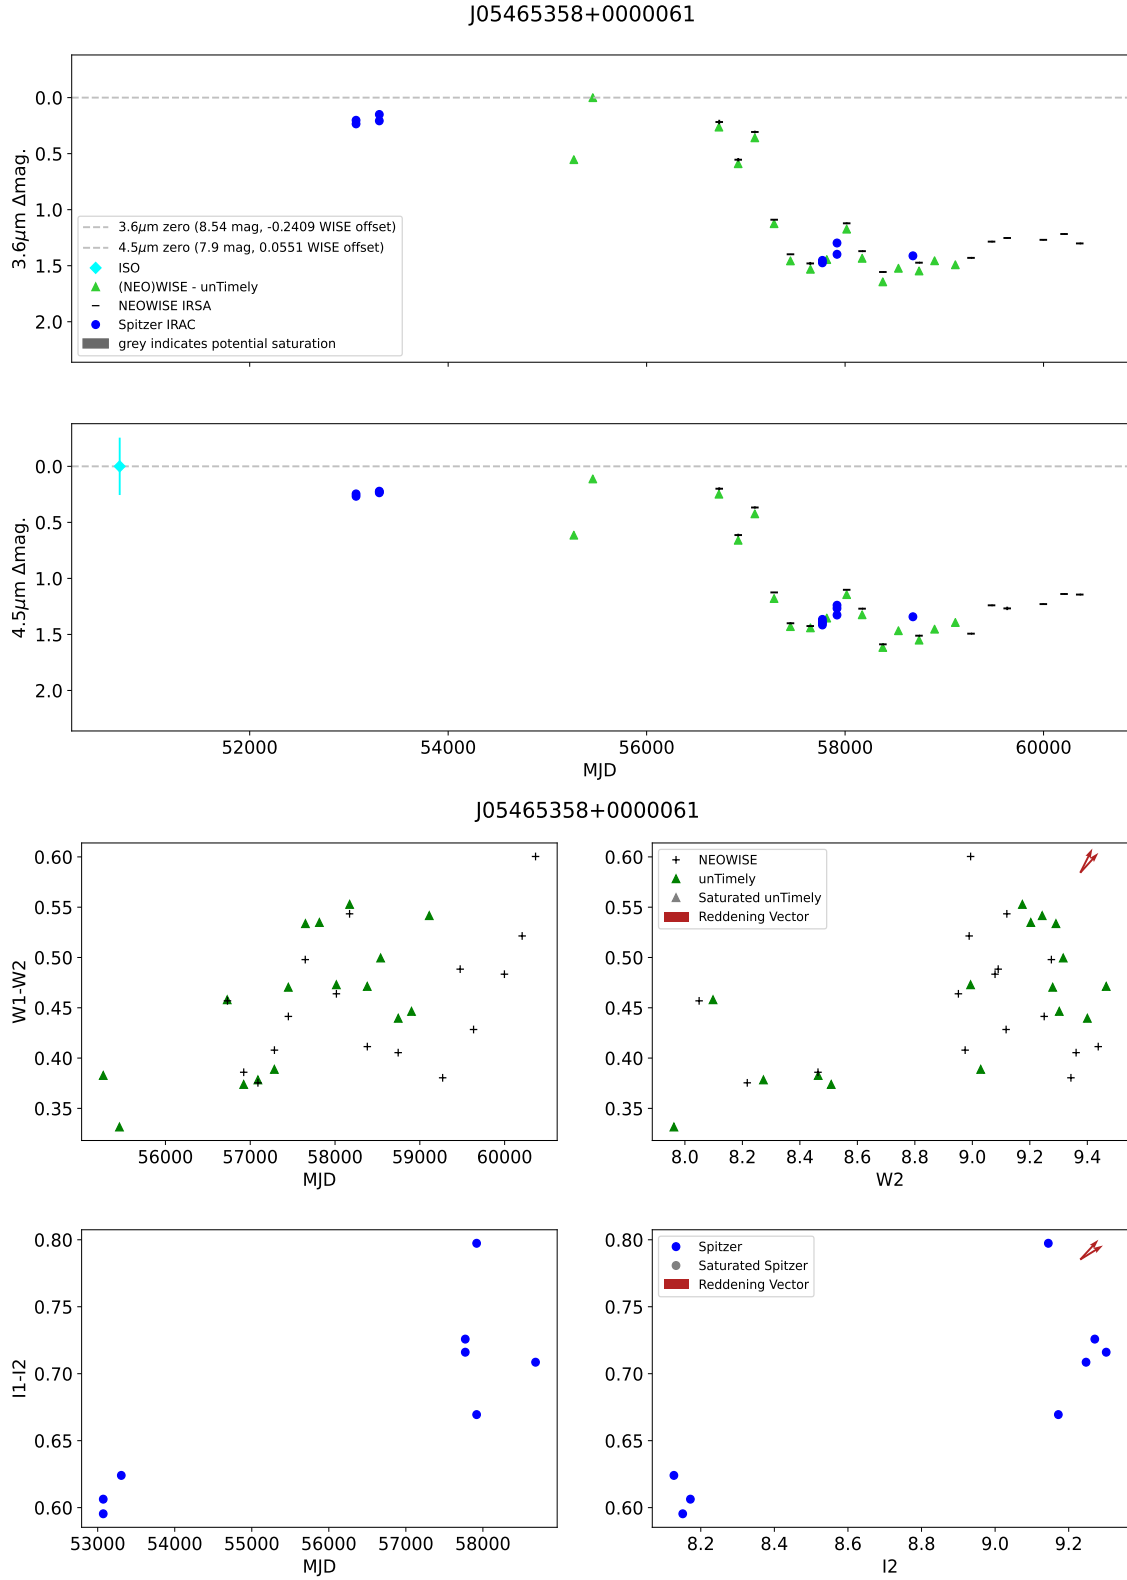 J05465358+0000061
0.0
0.5
1.0
1.5
2.0
3.6μm Δmag.
3.6μm zero (8.54 mag, -0.2409 WISE offset)
4.5μm zero (7.9 mag, 0.0551 WISE offset)
ISO
(NEO)WISE - unTimely
NEOWISE IRSA
Spitzer IRAC
grey indicates potential saturation
0.0
0.5
1.0
1.5
2.0
4.5μm Δmag.
52000 54000 56000 58000 60000
MJD
J05465358+0000061
0.60
0.55
0.50
0.45
0.40
0.35
W1-W2
56000 57000 58000 59000 60000
MJD
0.60
0.55
0.50
0.45
0.40
0.35
NEOWISE
unTimely
Saturated unTimely
Reddening Vector
8.0 8.2 8.4 8.6 8.8 9.0 9.2 9.4
W2
0.80
0.75
0.70
0.65
0.60
I1-I2
53000 54000 55000 56000 57000 58000
MJD
0.80
0.75
0.70
0.65
0.60
Spitzer
Saturated Spitzer
Reddening Vector
8.2 8.4 8.6 8.8 9.0 9.2
I2